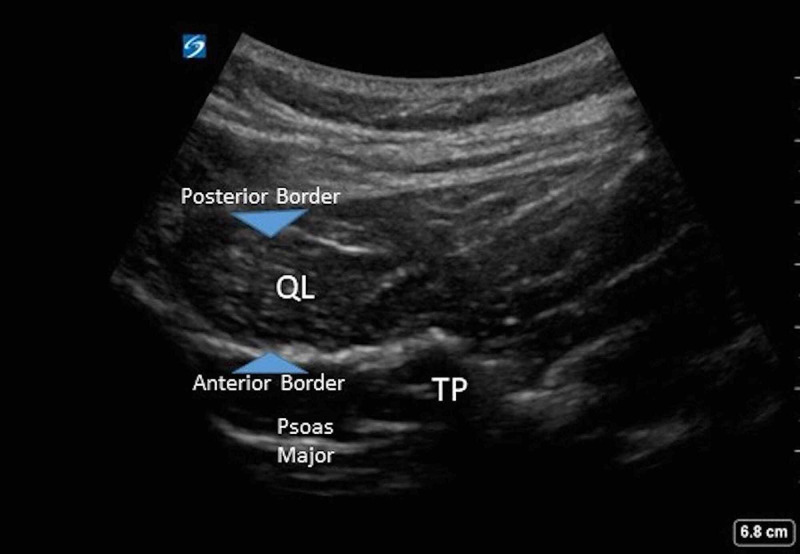 Posterior Border
QL
Anterior Border
TP
Psoas
Major
6.8 cm